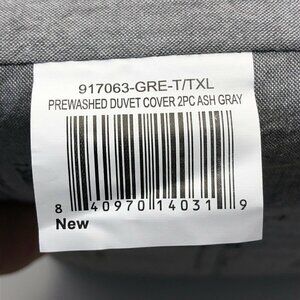 917063-GRE-T/TXL
PREWASHED DUVET COVER 2PC ASH GRAY
8 40970 14031 9
New